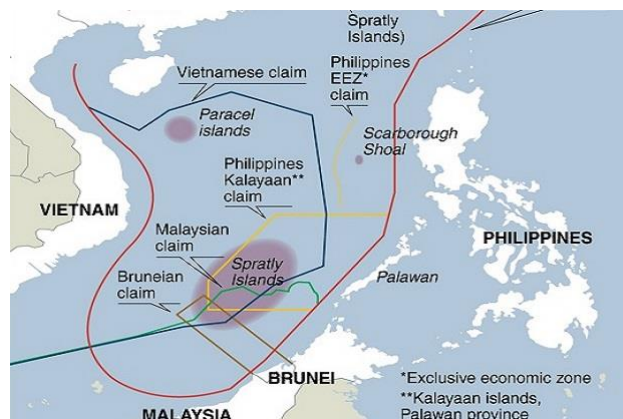 Spratly
Islands)
Philippines
EEZ*
claim
Vietnamese claim
Paracel
islands
Scarborough
Shoal
Philippines
Kalayaan**
claim
VIETNAM
Malaysian
claim
PHILIPPINES
Spratly
Islands
Bruneian
claim
Palawan
BRUNEI
*Exclusive economic zone
**Kalayaan islands,
Palawan province
MALAYSIA